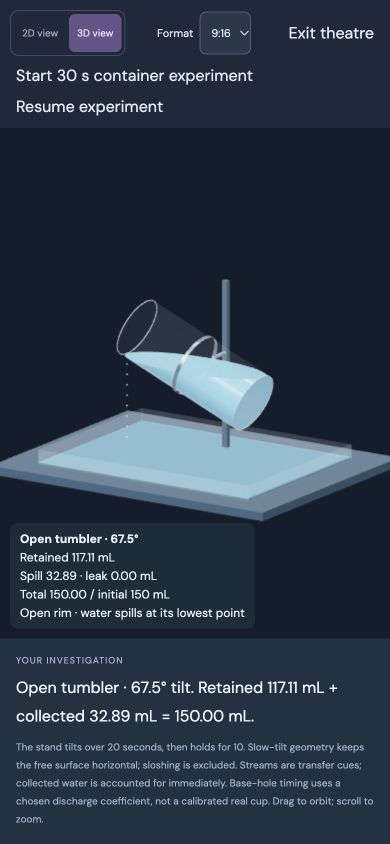 2D view 3D view Format 9:16 Exit theatre
Start 30 s container experiment
Resume experiment
Open tumbler · 67.5°
Retained 117.11 mL
Spill 32.89 · leak 0.00 mL
Total 150.00 / initial 150 mL
Open rim · water spills at its lowest point
YOUR INVESTIGATION
Open tumbler · 67.5° tilt. Retained 117.11 mL +
collected 32.89 mL = 150.00 mL.
The stand tilts over 20 seconds, then holds for 10. Slow-tilt geometry keeps
the free surface horizontal; sloshing is excluded. Streams are transfer cues;
collected water is accounted for immediately. Base-hole timing uses a
chosen discharge coefficient, not a calibrated real cup. Drag to orbit; scroll to
zoom.